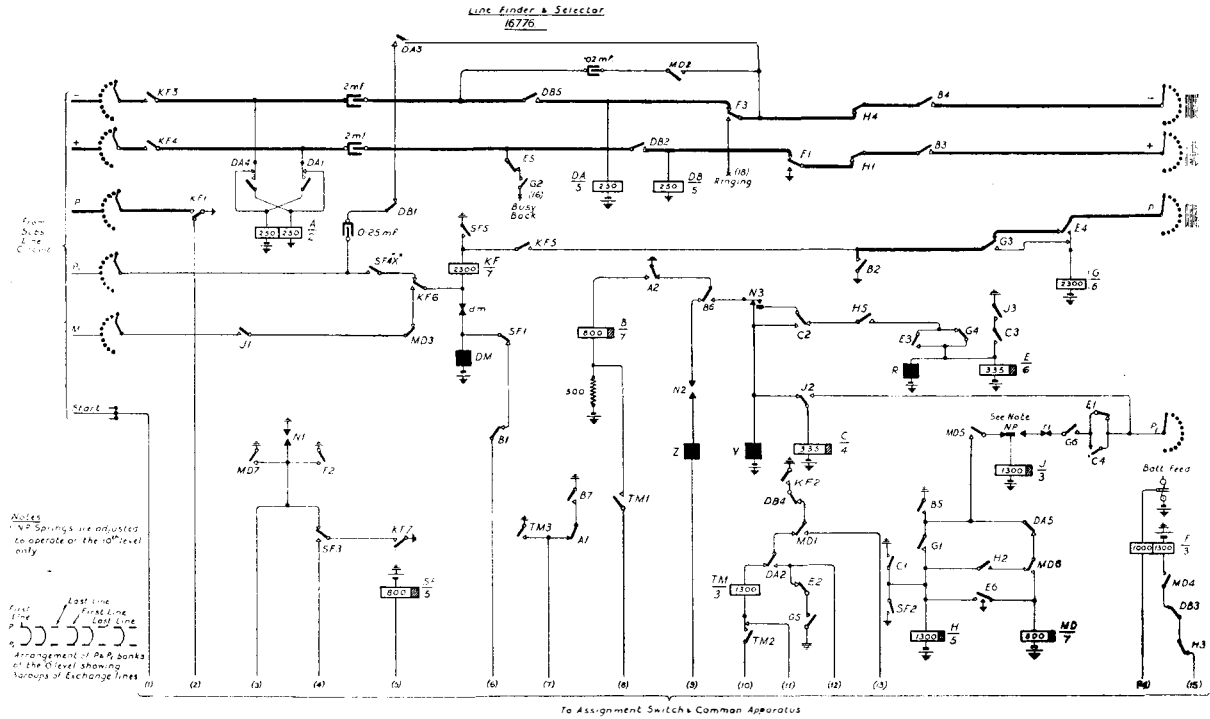 Line Finder & Selector
16776
DA3
.02 mf.
MD2
- KF3 2mf. DB5 F3 H4 B4 -
+ KF4 2mf. DB2 F1 H1 B3 +
DA4 DA1 E5
G2
(16)
Busy
Back
DA
5
250
DB
5
250
(18)
Ringing
P KF1
DB1
A
2
250 250
0.25 mf.
SF5
KF5
P
E4
G3
B2
G
6
2300
From
Subs
Line
Circuit
P1
SF4
KF6
KF
7
2300
A2
B6
N3
H5
J3
C3
C2
E3 G4
dm
M
J1
MD3
SF1
DM
B
7
800
500
R
E
6
335
N2
J2
See Note
NP
MD5
G6
E1
C4
P1
Start
N1
B1
Z
V
C
4
335
J
3
1300
Batt Feed
MD7 F2
KF2
DB4
B7
TM1
TM3 A1
MD1
B5
DA5
G1
Notes
NP Springs are adjusted
to operate on the 10th level
only.
SF3
KF7
SF
5
800
DA2
TM
3
1300
E2
G5
TM2
C1
SF2
H2
MD6
E6
H
5
1300
MD
7
800
1000 1300
F
3
MD4
DB3
H3
Last Line
First
Line
First Line
Last Line
P
P1
Arrangement of P & P1 banks
of the 0 level showing
groups of Exchange lines
(1) (2) (3) (4) (5) (6) (7) (8) (9) (10) (11) (12) (13) (14) (15)
To Assignment Switch & Common Apparatus